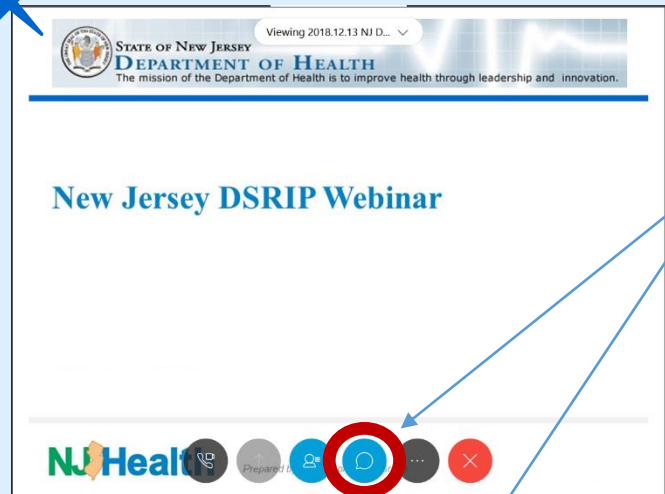 Viewing 2018.12.13 NJ D...
STATE OF NEW JERSEY
DEPARTMENT OF HEALTH
The mission of the Department of Health is to improve health through leadership and innovation.
New Jersey DSRIP Webinar
NJ Health
Prepared b